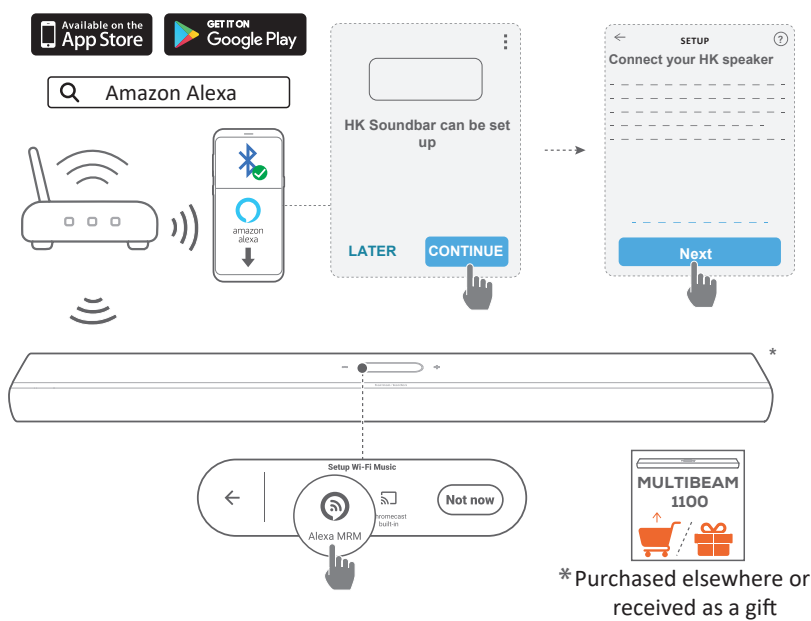 Available on the
App Store
GET IT ON
Google Play
Amazon Alexa
amazon
alexa
HK Soundbar can be set
up
LATER
CONTINUE
SETUP
?
Connect your HK speaker
Next
*
Setup Wi-Fi Music
Alexa MRM
hromecast
built-in
Not now
MULTIBEAM
1100
*Purchased elsewhere or
received as a gift